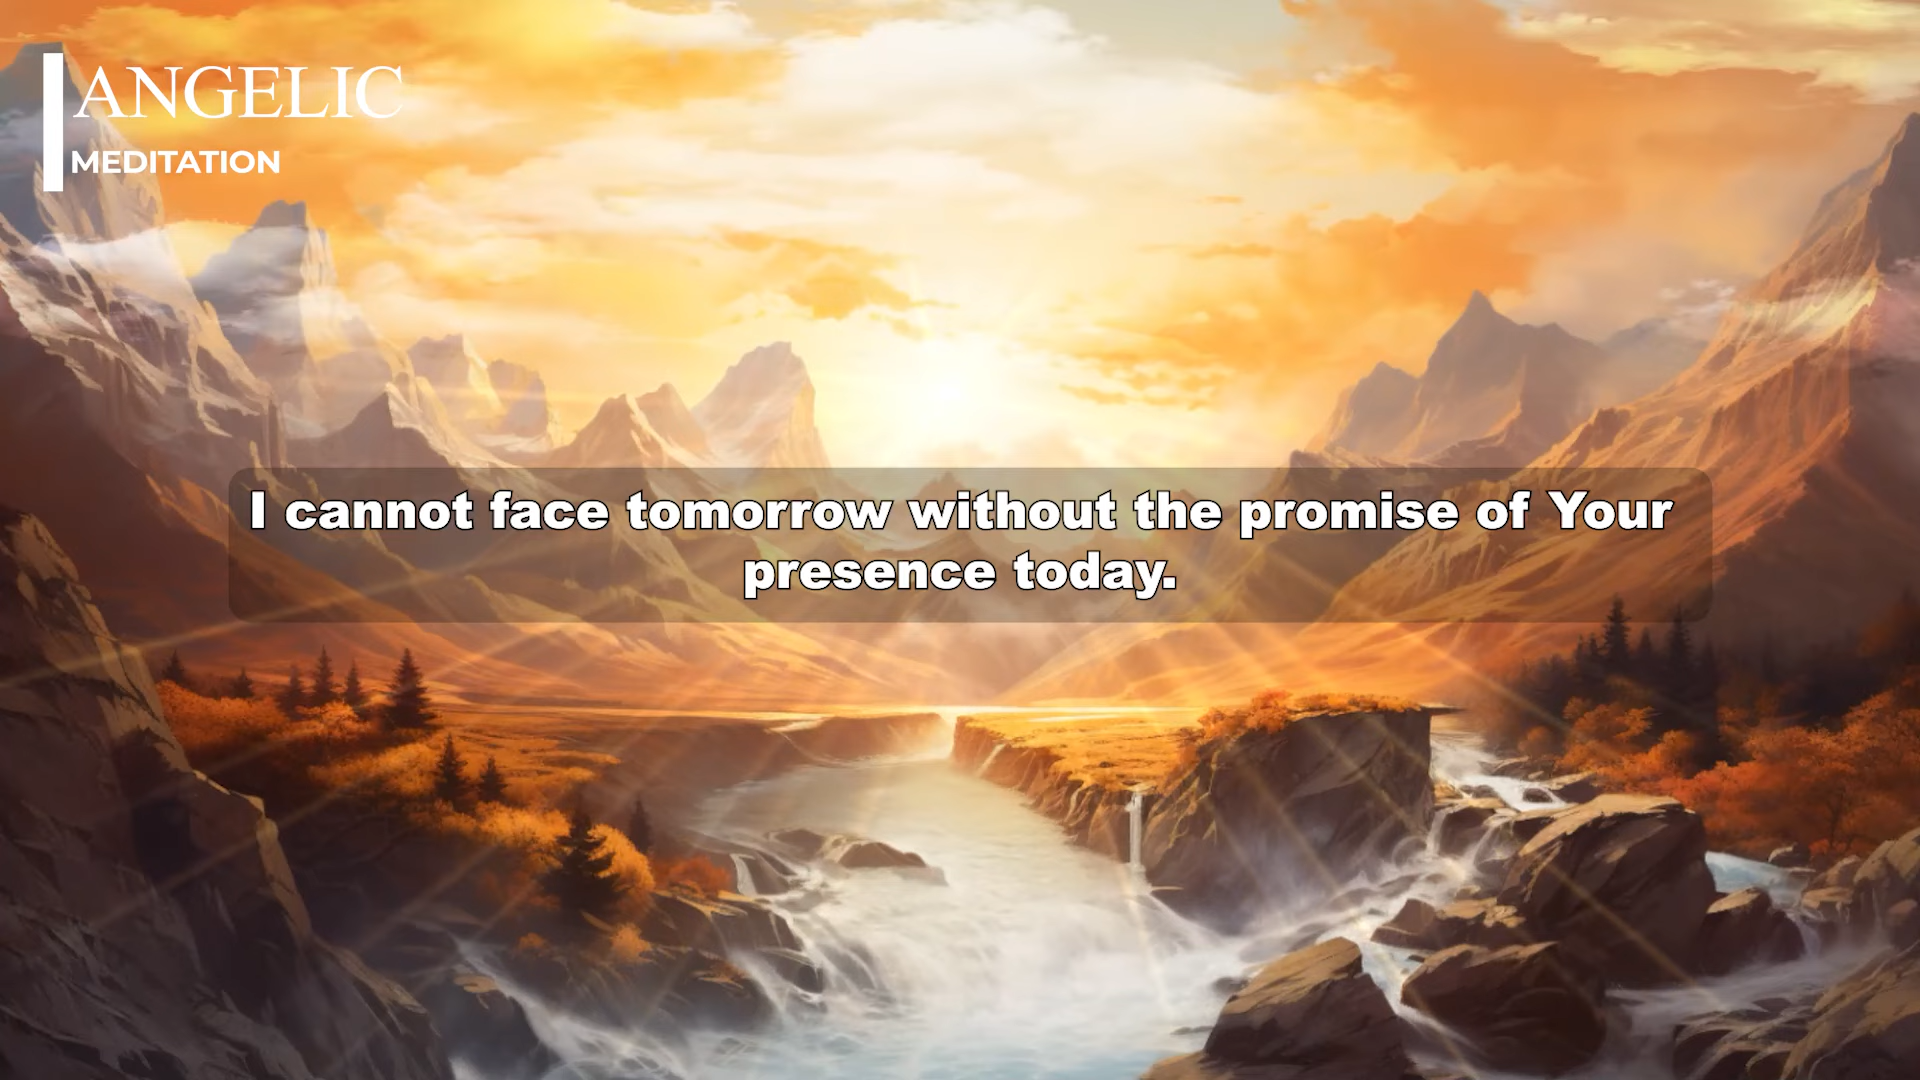 ANGELIC
MEDITATION
I cannot face tomorrow without the promise of Your
presence today.